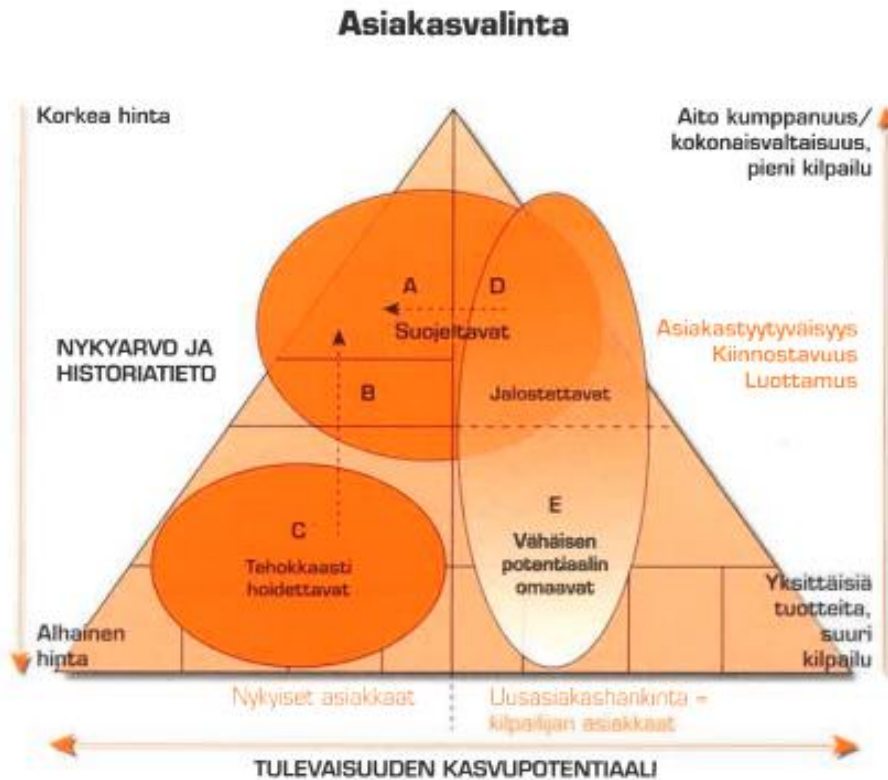 Asiakasvalinta
Korkea hinta
Aito kumppanuus/
kokonaisvaltaisuus,
pieni kilpailu
A
D
Suojeltavat
NYKYARVO JA
HISTORIATIETO
Asiakastyytyväisyys
Kiinnostavuus
Luottamus
B
Jalostettavat
C
Tehokkaasti
hoidettavat
E
Vähäisen
potentiaalin
omaavat
Alhainen
hinta
Yksittäisiä
tuotteita,
suuri
kilpailu
Nykyiset asiakkaat
Uusasiakashankinta =
kilpailijan asiakkaat
TULEVAISUUDEN KASVUPOTENTIAALI